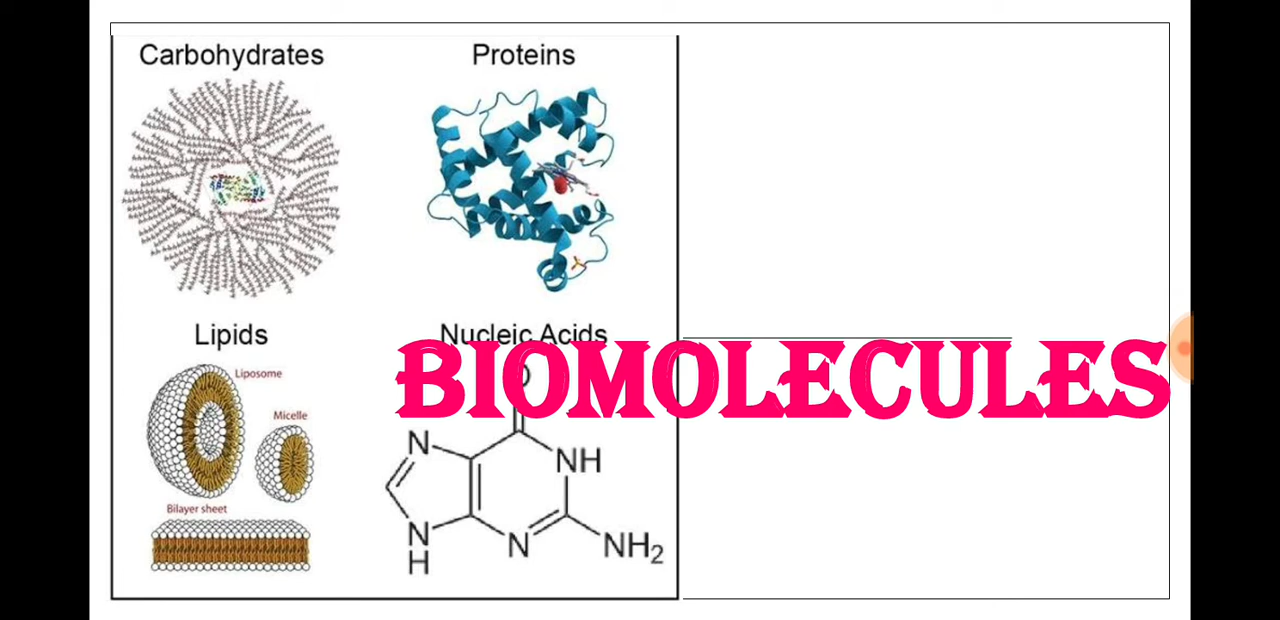 Carbohydrates
Proteins
Lipids
Nucleic Acids
BIOMOLECULES
Liposome
Micelle
Bilayer sheet
O
N
NH
N
H
N
NH2